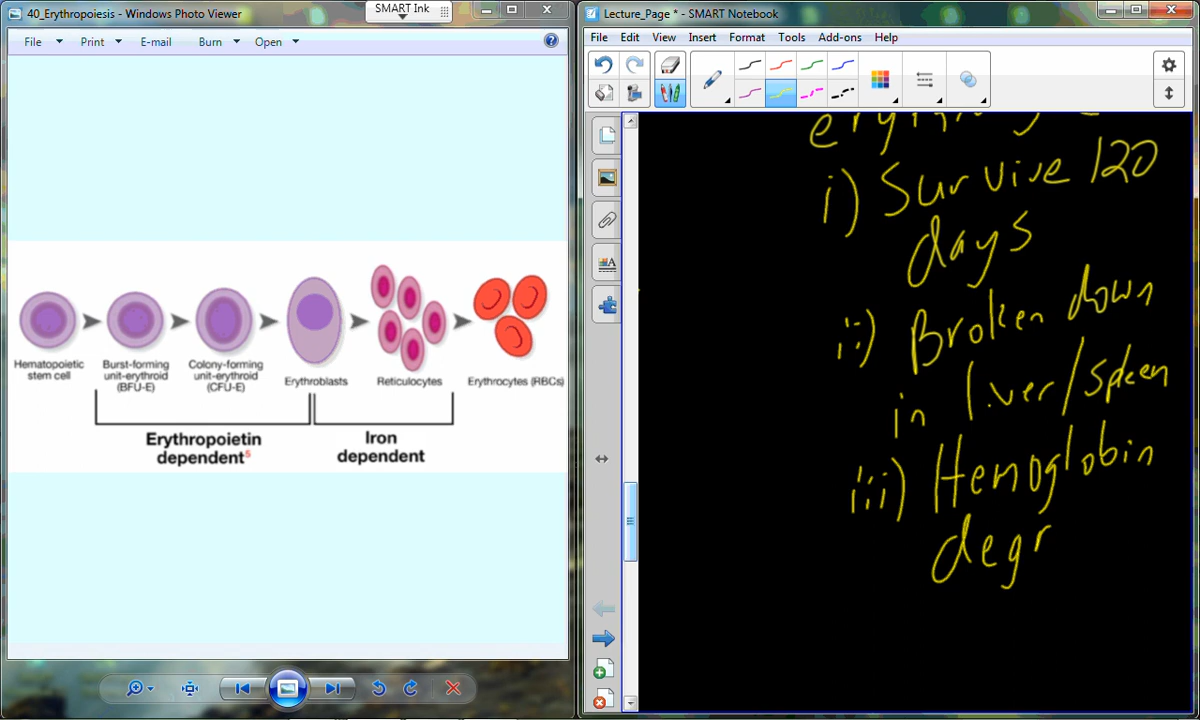 40_Erythropoiesis - Windows Photo Viewer
SMART Ink
File Print E-mail Burn Open
Hematopoietic
stem cell
Burst-forming
unit-erythroid
(BFU-E)
Colony-forming
unit-erythroid
(CFU-E)
Erythroblasts
Reticulocytes
Erythrocytes (RBCs)
Erythropoietin
dependent5
Iron
dependent
Lecture_Page * - SMART Notebook
File Edit View Insert Format Tools Add-ons Help
i) Survive 120
days
ii) Broken down
in liver/spleen
iii) Hemoglobin
degr